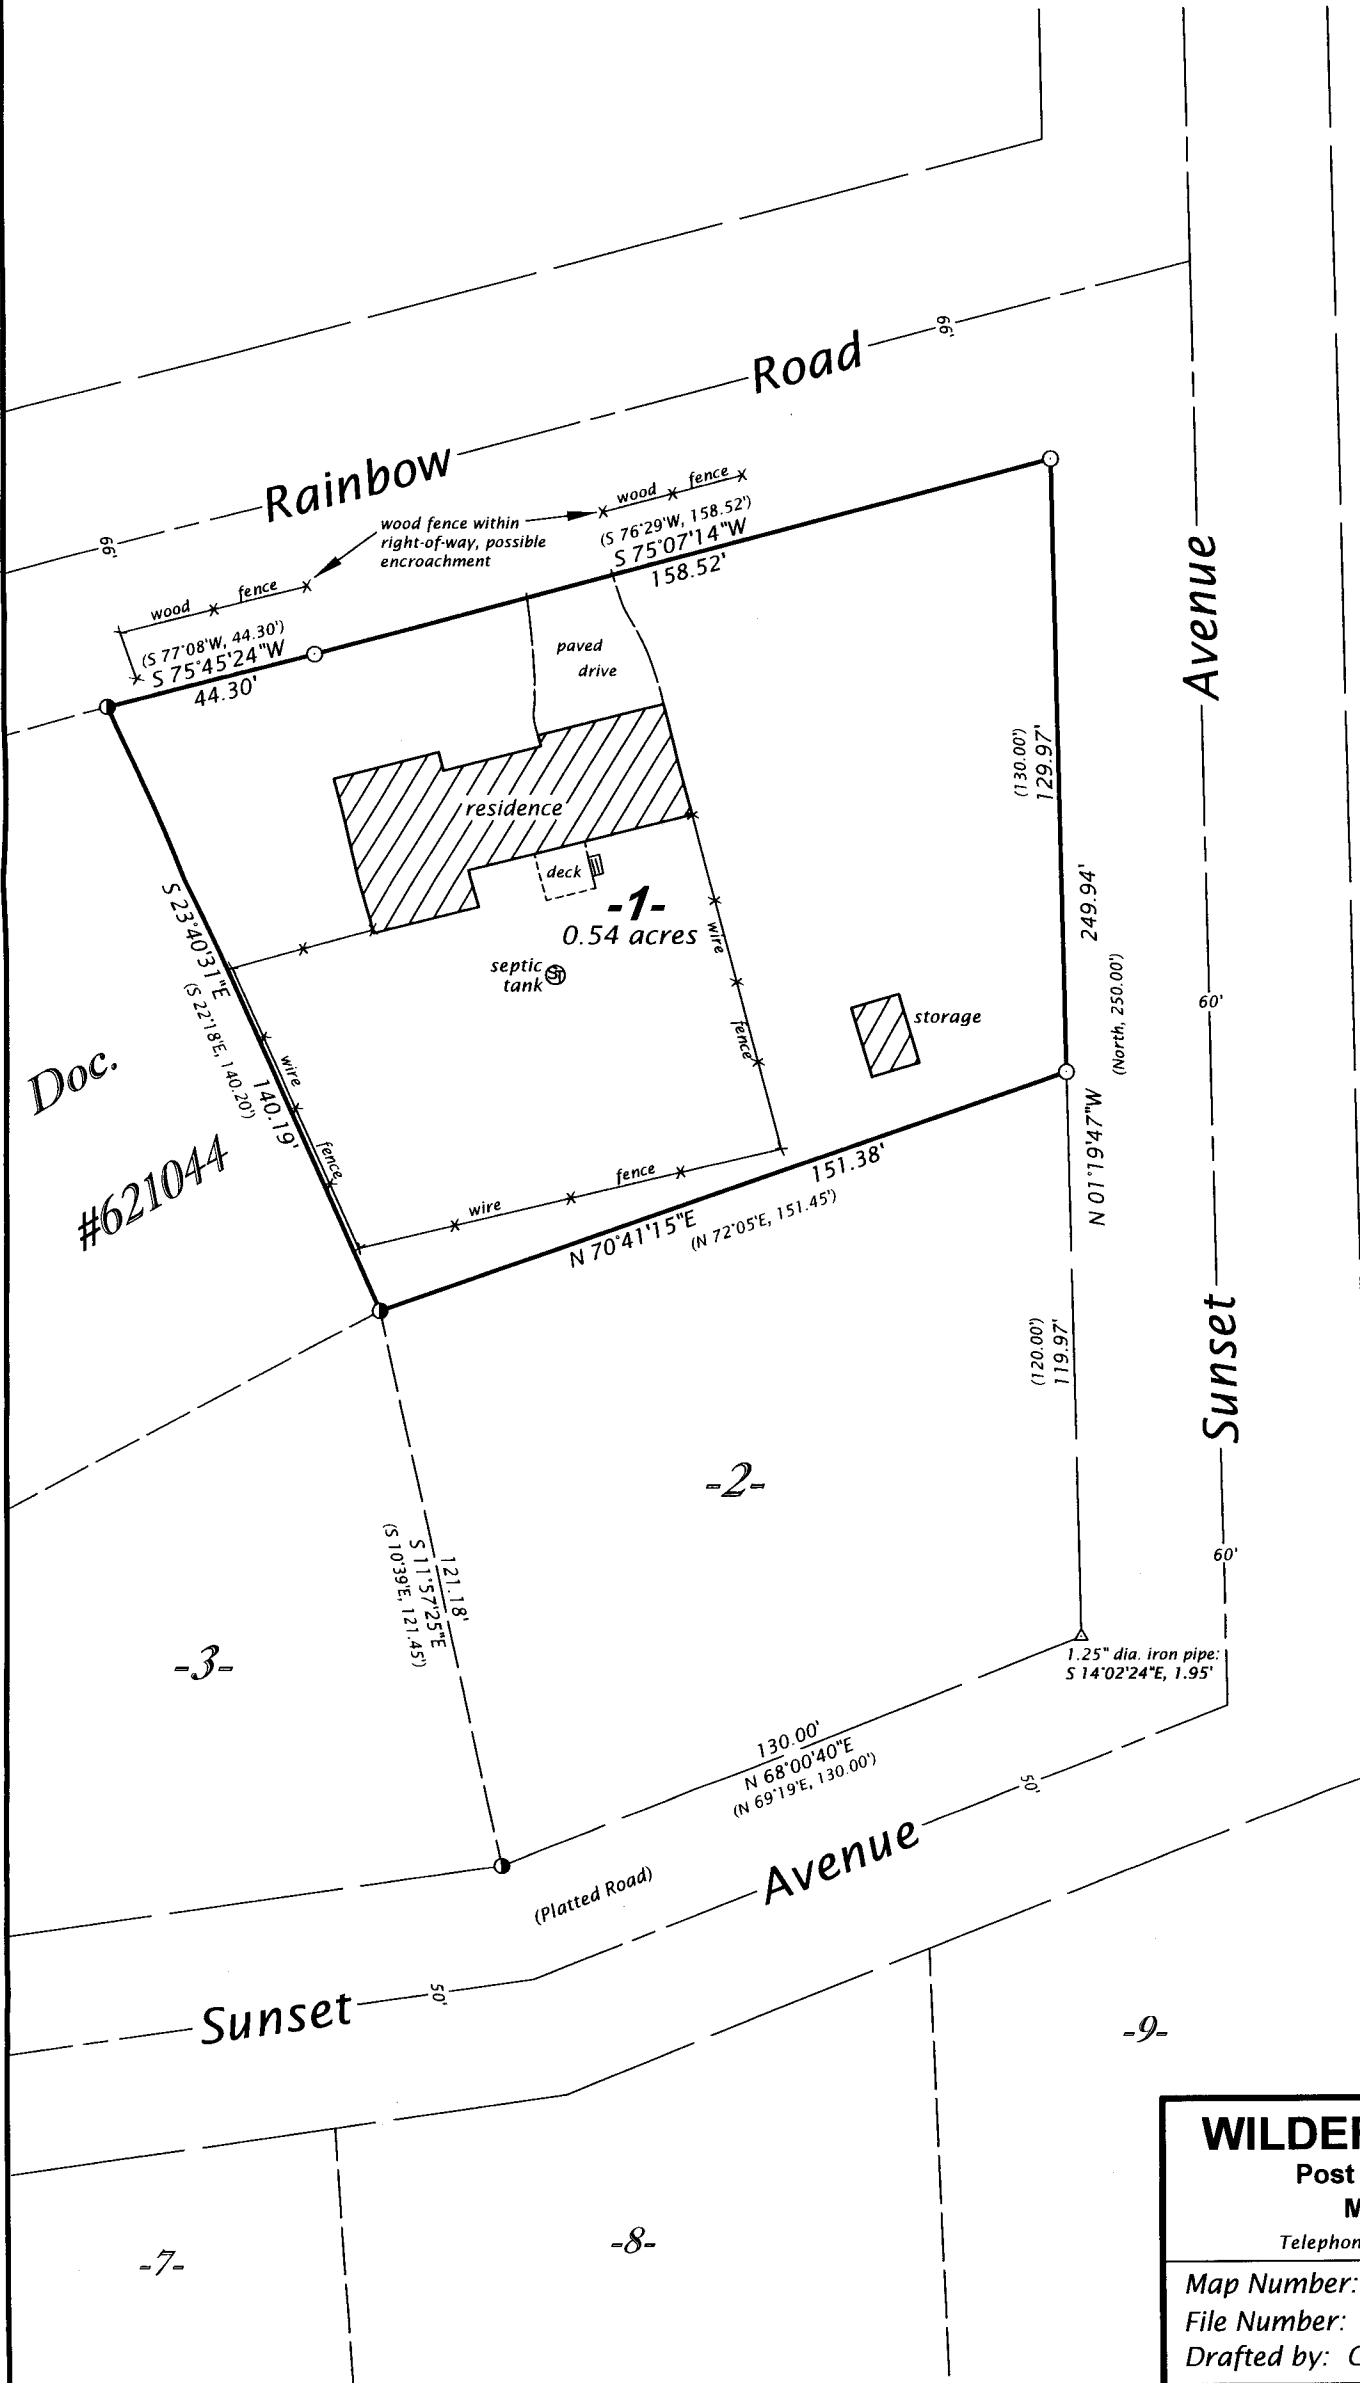 66'
Road
Rainbow
66'
wood fence within
right-of-way, possible
encroachment
wood fence
(S 76°29'W, 158.52')
S 75°07'14"W
158.52'
wood fence
(S 77°08'W, 44.30')
S 75°45'24"W
44.30'
paved
drive
Avenue
(130.00')
129.97'
residence
deck
-1-
0.54 acres
septic
tank
ST
wire
fence
storage
249.94'
(North, 250.00')
60'
S 23°40'31"E
(S 22°18'E, 140.20')
140.19'
wire
fence
Doc.
#621044
wire fence
151.38'
N 70°41'15"E
(N 72°05'E, 151.45')
N 01°19'47"W
(120.00')
119.97'
Sunset
-2-
60'
121.18'
S 11°57'25"E
(S 10°39'E, 121.45')
-3-
1.25" dia. iron pipe:
S 14°02'24"E, 1.95'
130.00'
N 68°00'40"E
(N 69°19'E, 130.00')
50'
(Platted Road)
Avenue
Sunset
50'
-9-
-8-
-7-
Post
Map Number:
File Number:
Drafted by: